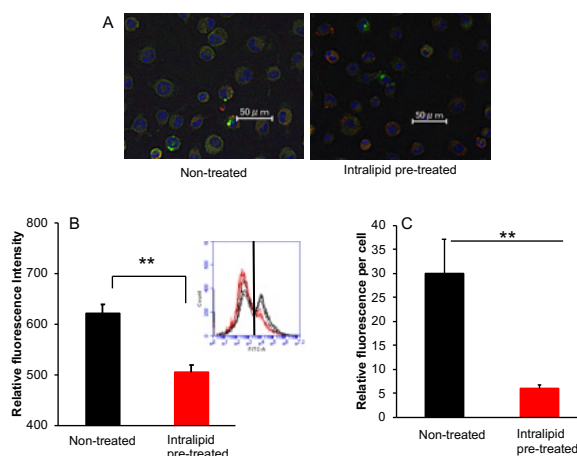 A
50 μm
50 μm
Non-treated
Intralipid pre-treated
B
800
700
600
500
400
Relative fluorescence Intensity
**
Count
FITC-A
Non-treated
Intralipid
pre-treated
C
40
35
30
25
20
15
10
5
0
Relative fluorescence per cell
**
Non-treated
Intralipid
pre-treated